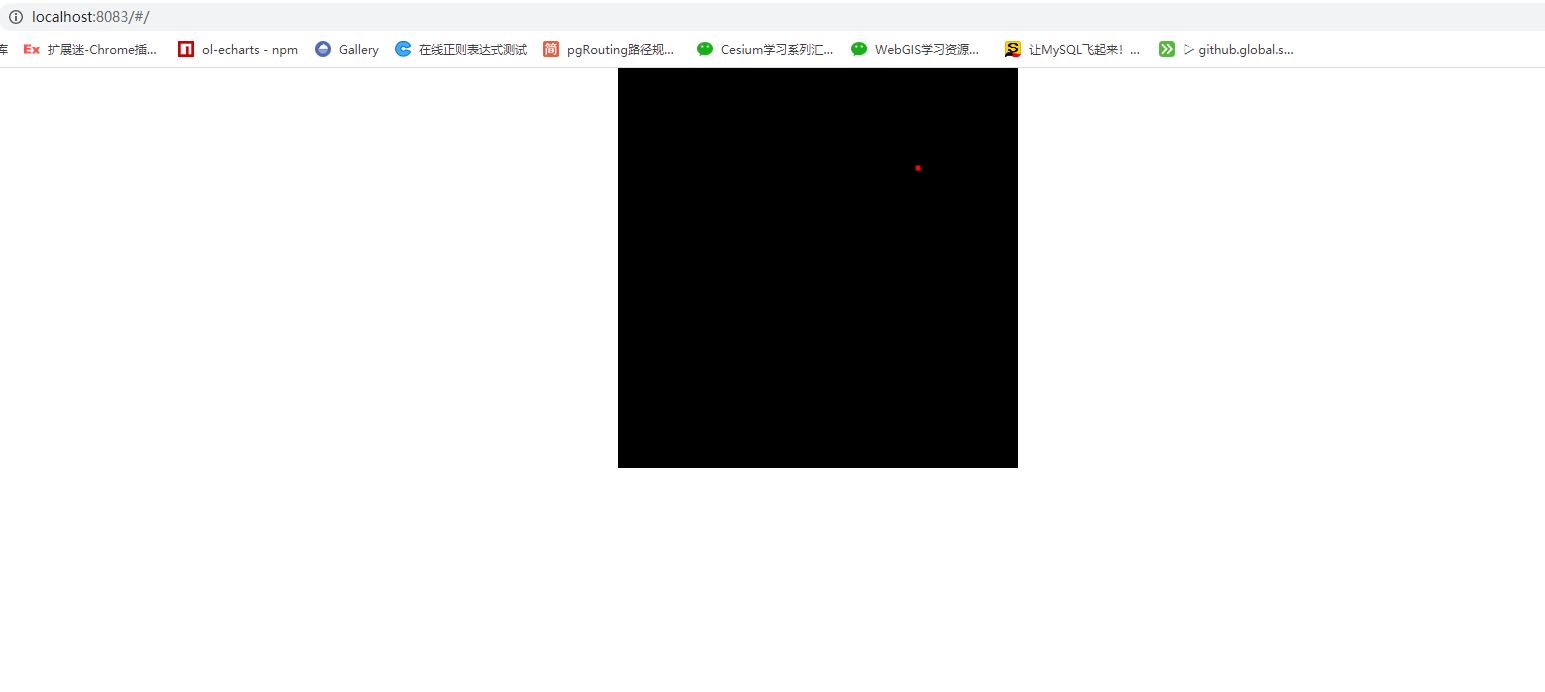 localhost:8083/#/
库 Ex 扩展迷-Chrome插... ol-echarts - npm Gallery 在线正则表达式测试 简 pgRouting路径规... Cesium学习系列汇... WebGIS学习资源... S 让MySQL飞起来！... ▷ github.global.s...